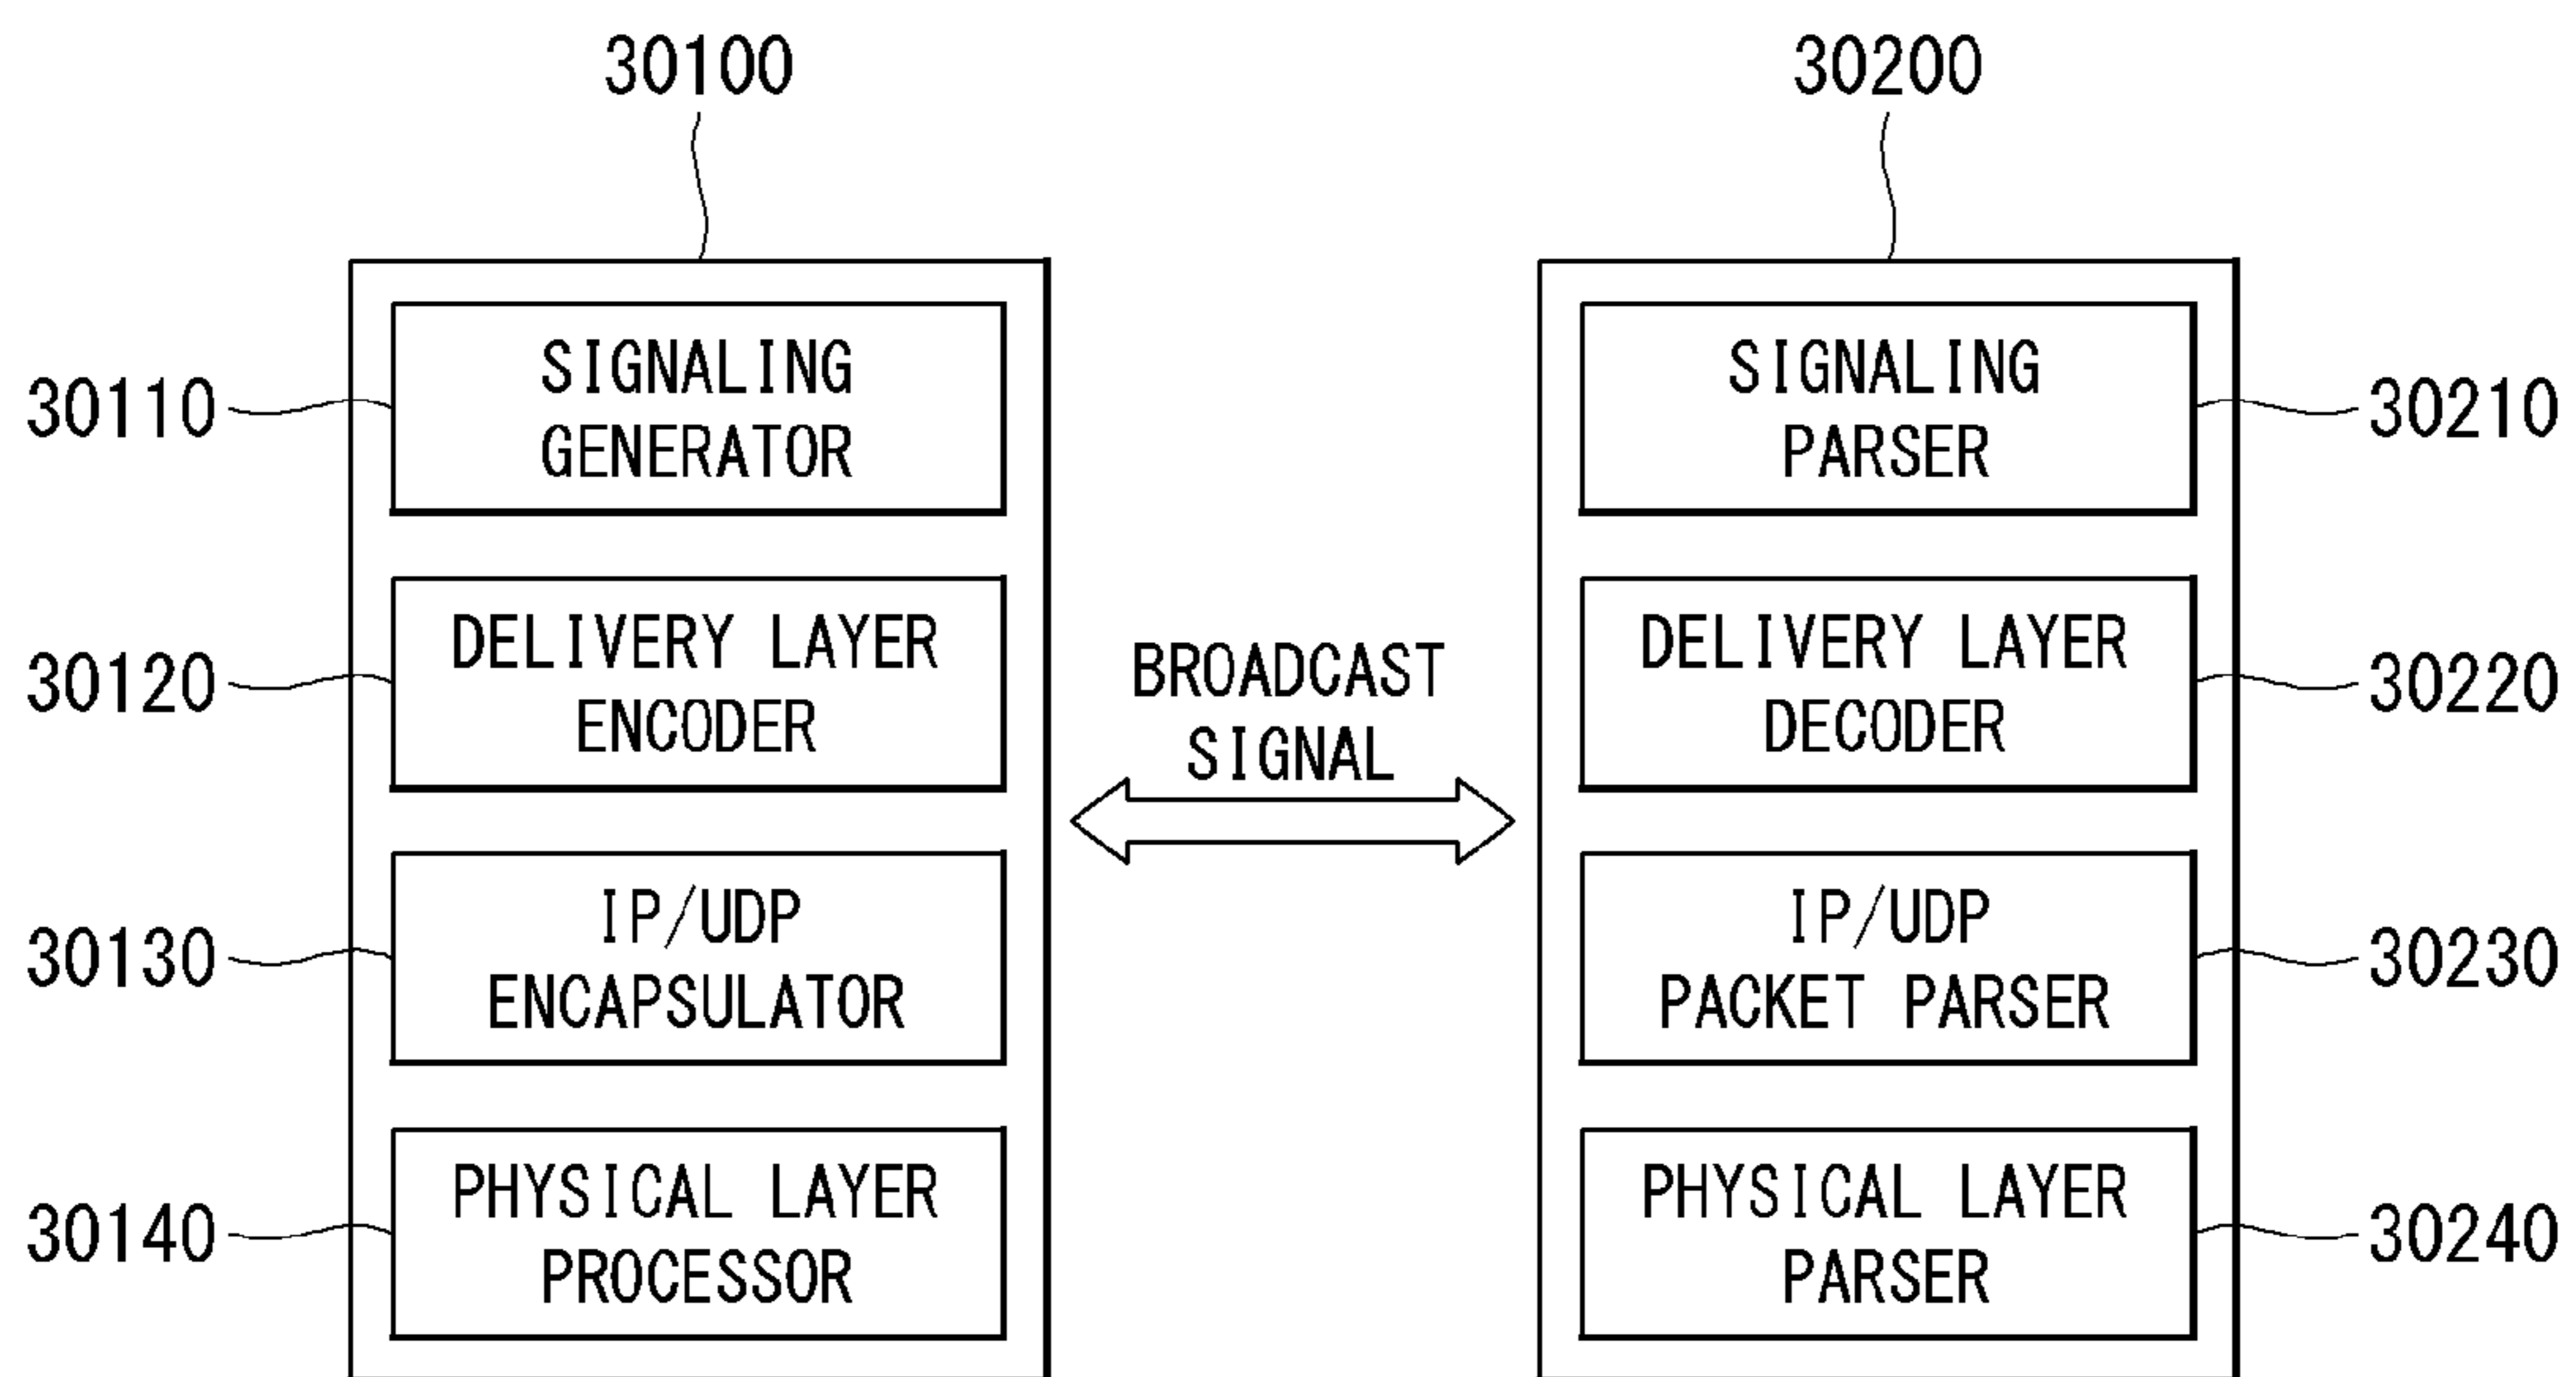 30100
30200
30110
SIGNALING
GENERATOR
SIGNALING
PARSER
30210
30120
DELIVERY LAYER
ENCODER
BROADCAST
SIGNAL
DELIVERY LAYER
DECODER
30220
30130
IP/UDP
ENCAPSULATOR
IP/UDP
PACKET PARSER
30230
30140
PHYSICAL LAYER
PROCESSOR
PHYSICAL LAYER
PARSER
30240